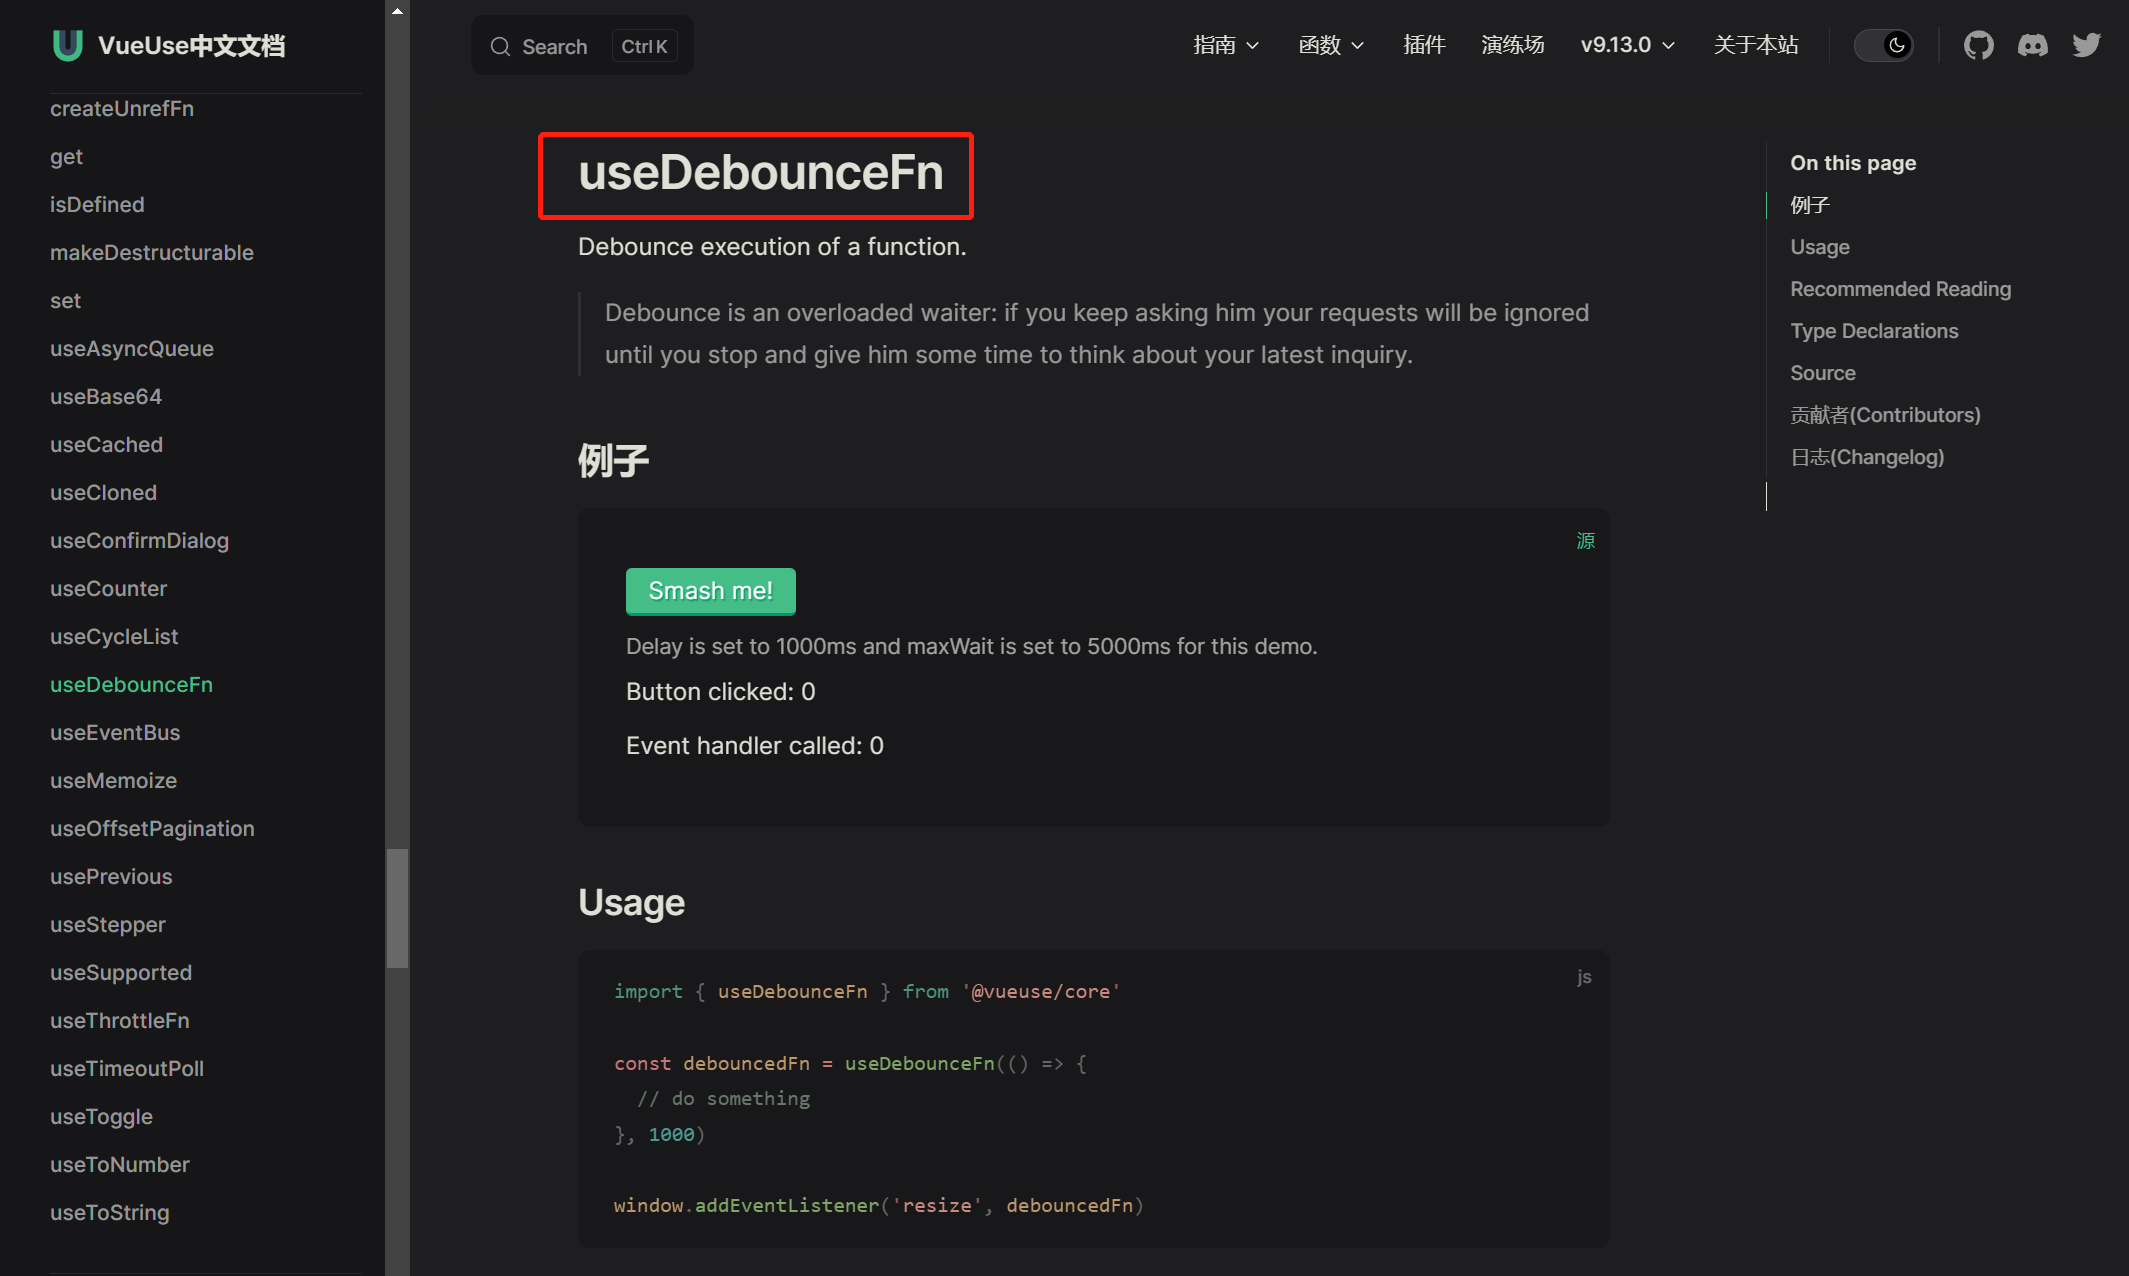 VueUse中文文档
createUnrefFn
get
isDefined
makeDestructurable
set
useAsyncQueue
useBase64
useCached
useCloned
useConfirmDialog
useCounter
useCycleList
useDebounceFn
useEventBus
useMemoize
useOffsetPagination
usePrevious
useStepper
useSupported
useThrottleFn
useTimeoutPoll
useToggle
useToNumber
useToString
Search Ctrl K
指南 函数 插件 演练场 v9.13.0 关于本站
useDebounceFn
Debounce execution of a function.
Debounce is an overloaded waiter: if you keep asking him your requests will be ignored
until you stop and give him some time to think about your latest inquiry.
例子
源
Smash me!
Delay is set to 1000ms and maxWait is set to 5000ms for this demo.
Button clicked: 0
Event handler called: 0
Usage
js
import { useDebounceFn } from '@vueuse/core'
const debouncedFn = useDebounceFn(() => {
// do something
}, 1000)
window.addEventListener('resize', debouncedFn)
On this page
例子
Usage
Recommended Reading
Type Declarations
Source
贡献者(Contributors)
日志(Changelog)